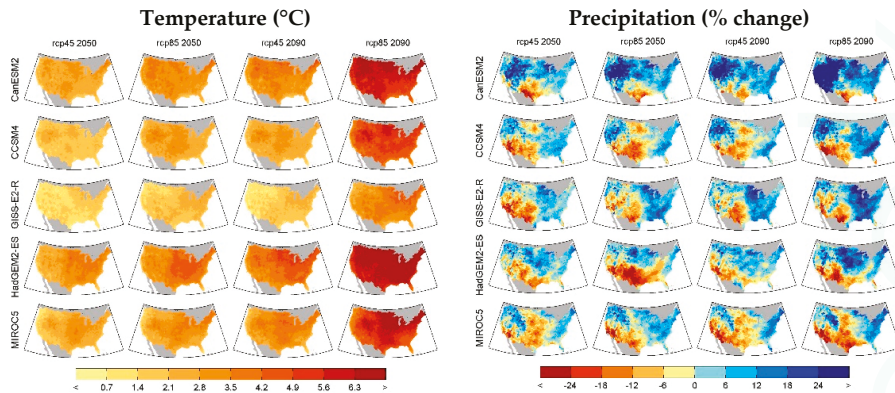 Temperature (°C)
rcp45 2050 rcp85 2050 rcp45 2090 rcp85 2090
CanESM2
CCSM4
GISS-E2-R
HadGEM2-ES
MIROC5
< 0.7 1.4 2.1 2.8 3.5 4.2 4.9 5.6 6.3 >
Precipitation (% change)
rcp45 2050 rcp85 2050 rcp45 2090 rcp85 2090
CanESM2
CCSM4
GISS-E2-R
HadGEM2-ES
MIROC5
< -24 -18 -12 -6 0 6 12 18 24 >